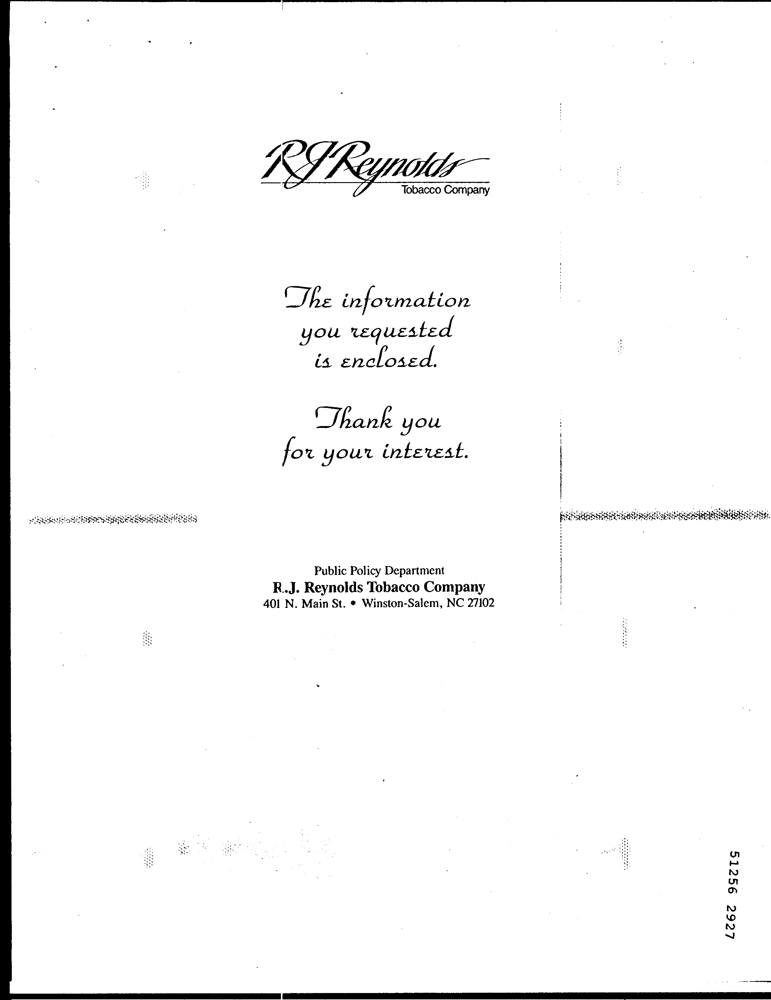 RJReynolds
Tobacco Company
The information
you requested
is enclosed.
Thank you
for your interest.
Public Policy Department
R.J. Reynolds Tobacco Company
401 N. Main St. • Winston-Salem, NC 27102
51256 2927